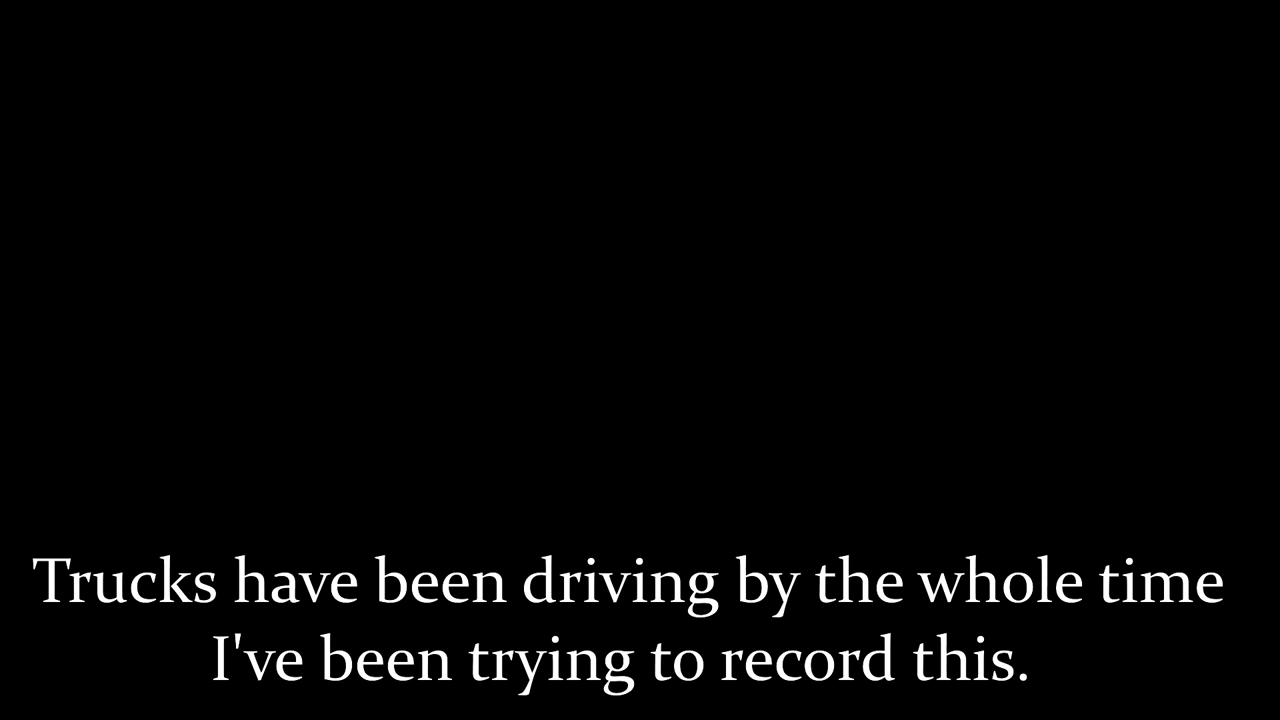 Trucks have been driving by the whole time
I've been trying to record this.